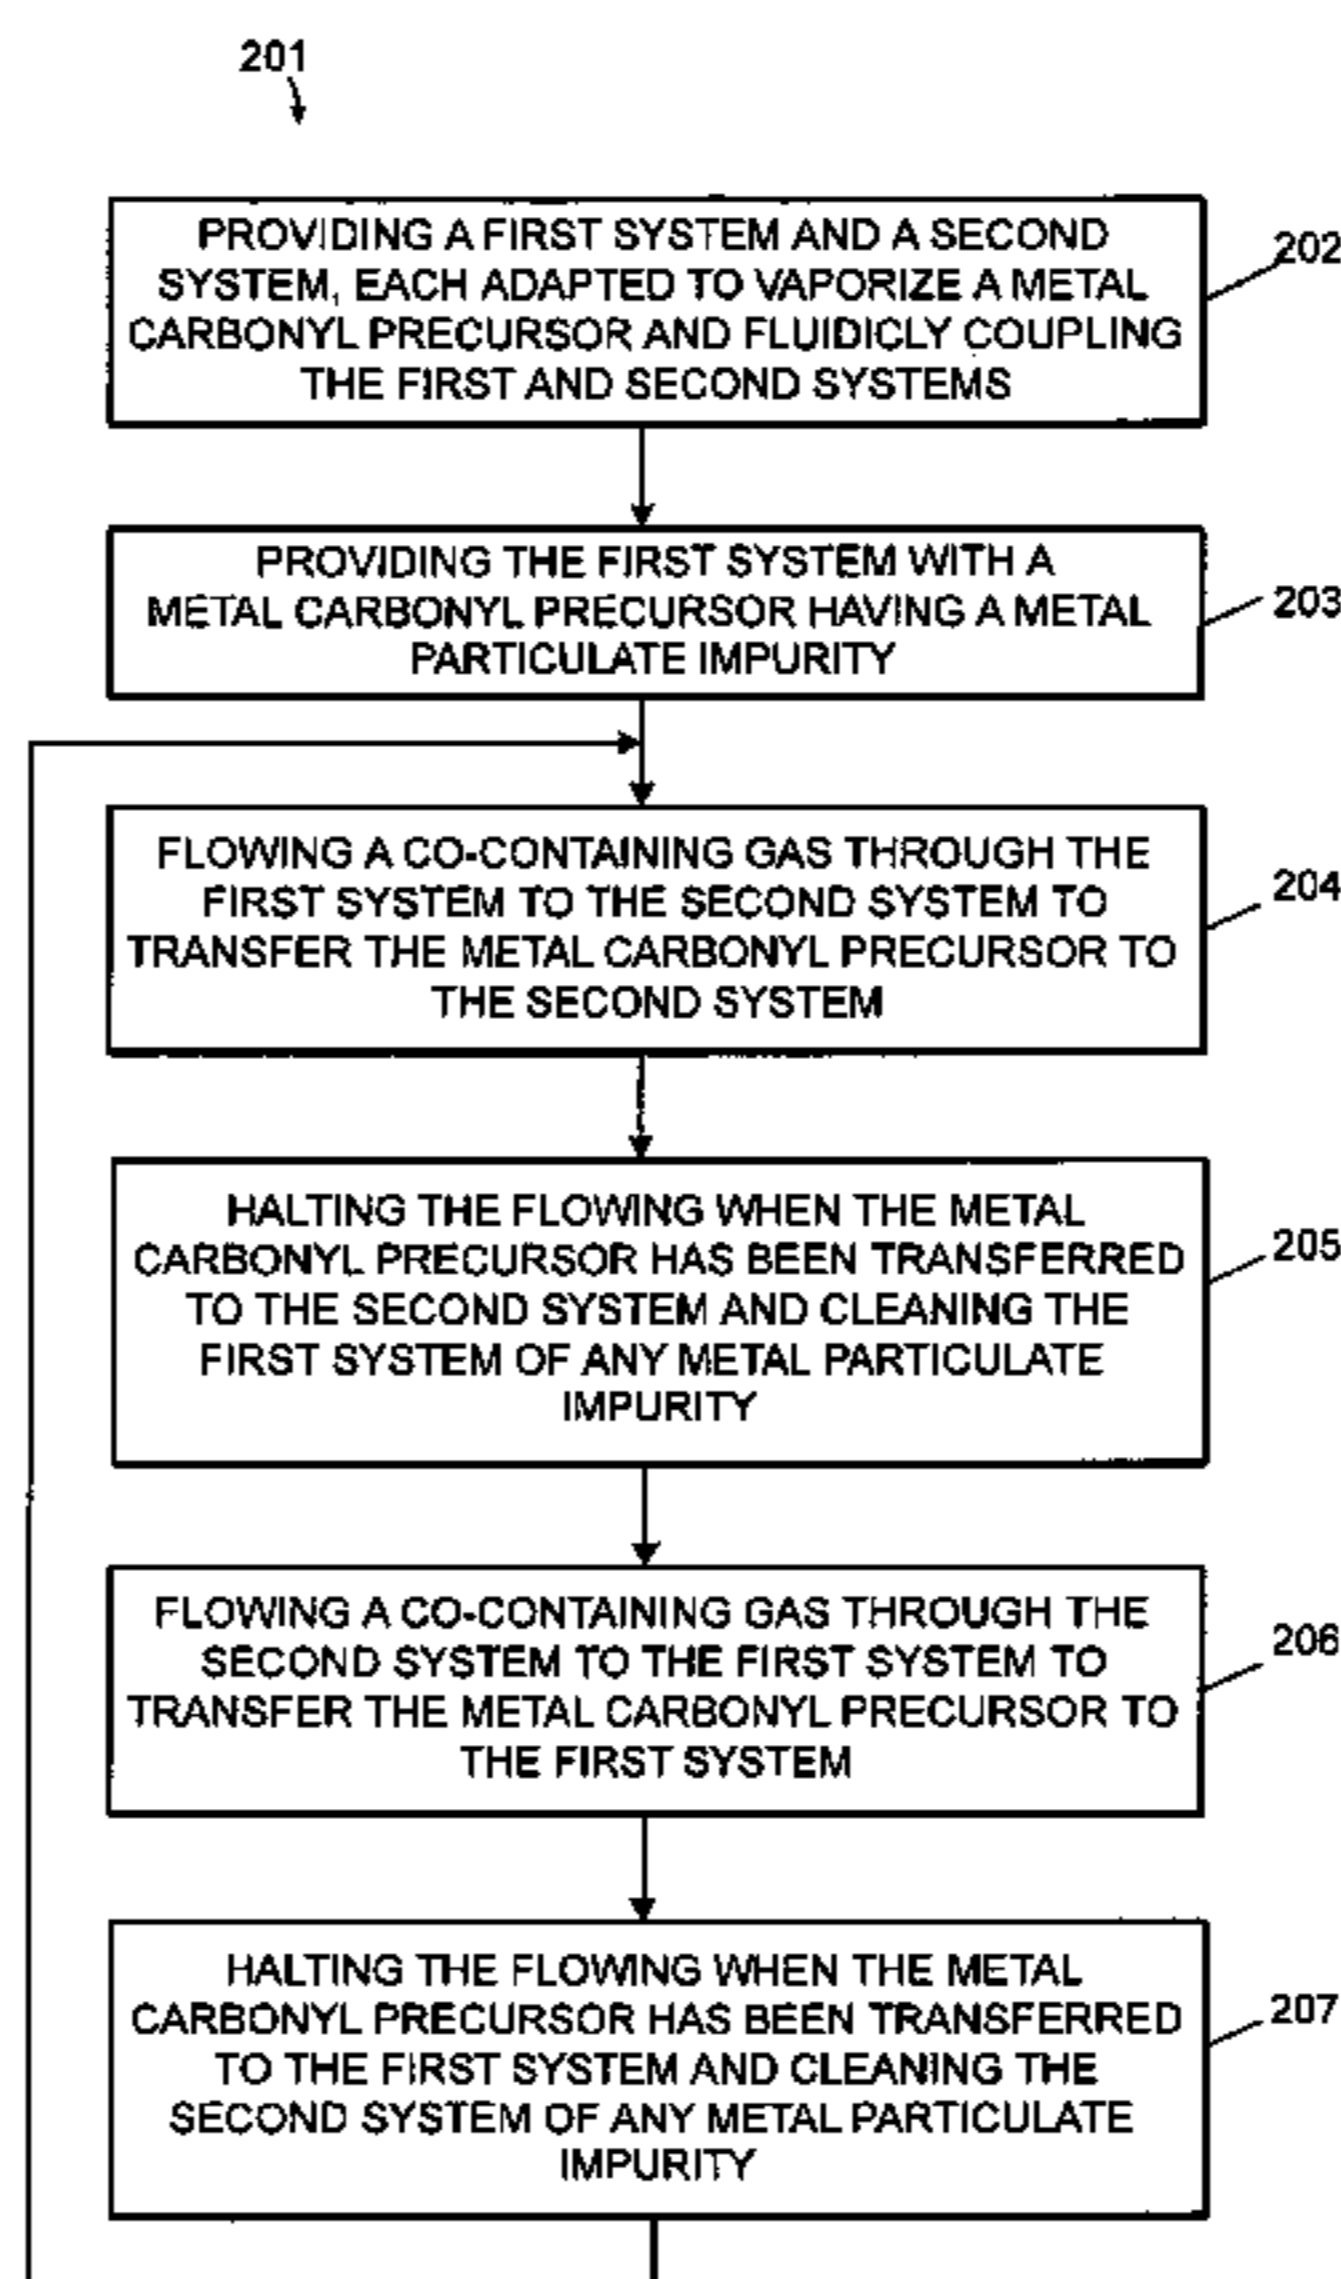 201
PROVIDING A FIRST SYSTEM AND A SECOND
SYSTEM, EACH ADAPTED TO VAPORIZE A METAL
CARBONYL PRECURSOR AND FLUIDICLY COUPLING
THE FIRST AND SECOND SYSTEMS
202
PROVIDING THE FIRST SYSTEM WITH A
METAL CARBONYL PRECURSOR HAVING A METAL
PARTICULATE IMPURITY
203
FLOWING A CO-CONTAINING GAS THROUGH THE
FIRST SYSTEM TO THE SECOND SYSTEM TO
TRANSFER THE METAL CARBONYL PRECURSOR TO
THE SECOND SYSTEM
204
HALTING THE FLOWING WHEN THE METAL
CARBONYL PRECURSOR HAS BEEN TRANSFERRED
TO THE SECOND SYSTEM AND CLEANING THE
FIRST SYSTEM OF ANY METAL PARTICULATE
IMPURITY
205
FLOWING A CO-CONTAINING GAS THROUGH THE
SECOND SYSTEM TO THE FIRST SYSTEM TO
TRANSFER THE METAL CARBONYL PRECURSOR TO
THE FIRST SYSTEM
206
HALTING THE FLOWING WHEN THE METAL
CARBONYL PRECURSOR HAS BEEN TRANSFERRED
TO THE FIRST SYSTEM AND CLEANING THE
SECOND SYSTEM OF ANY METAL PARTICULATE
IMPURITY
207